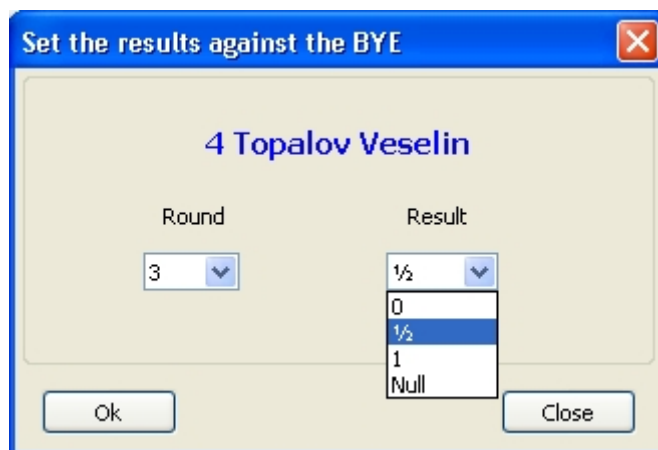 Set the results against the BYE
4 Topalov Veselin
Round Result
3 ½
0
½
1
Null
Ok Close